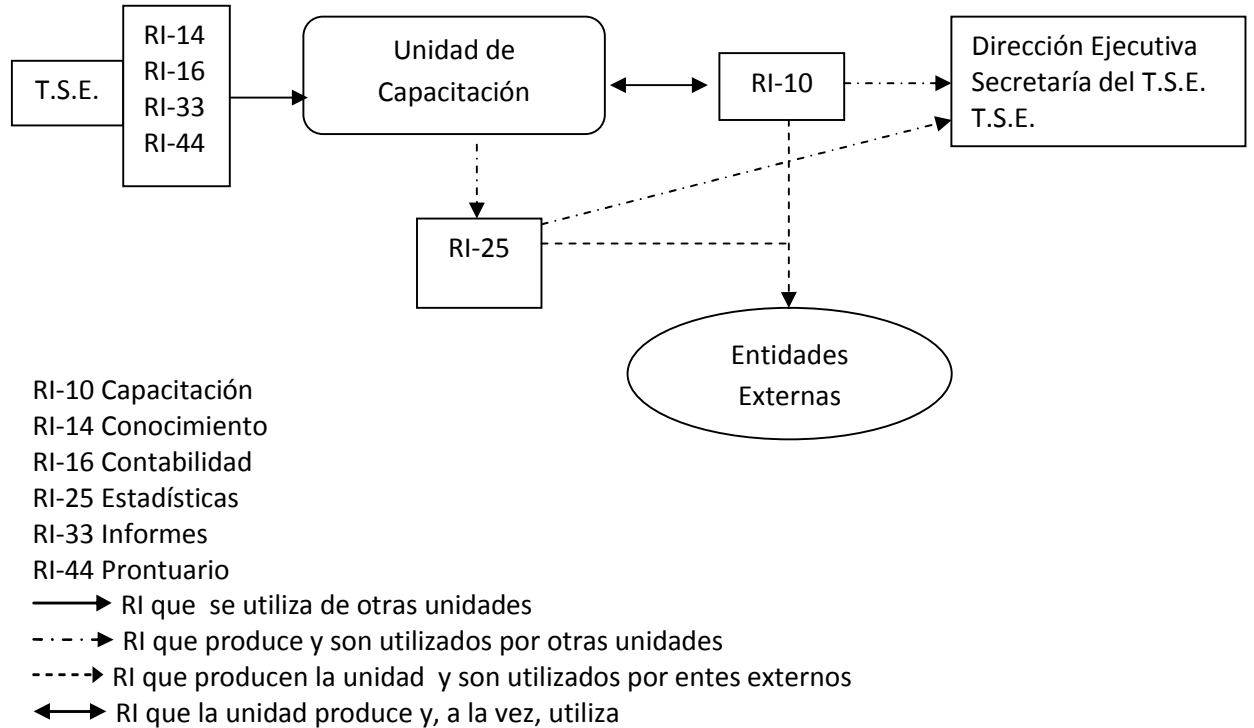 T.S.E.
RI-14
RI-16
RI-33
RI-44
Unidad de
Capacitación
RI-10
Dirección Ejecutiva
Secretaría del T.S.E.
T.S.E.
RI-25
Entidades
Externas
RI-10 Capacitación
RI-14 Conocimiento
RI-16 Contabilidad
RI-25 Estadísticas
RI-33 Informes
RI-44 Prontuario
RI que se utiliza de otras unidades
RI que produce y son utilizados por otras unidades
RI que producen la unidad y son utilizados por entes externos
RI que la unidad produce y, a la vez, utiliza